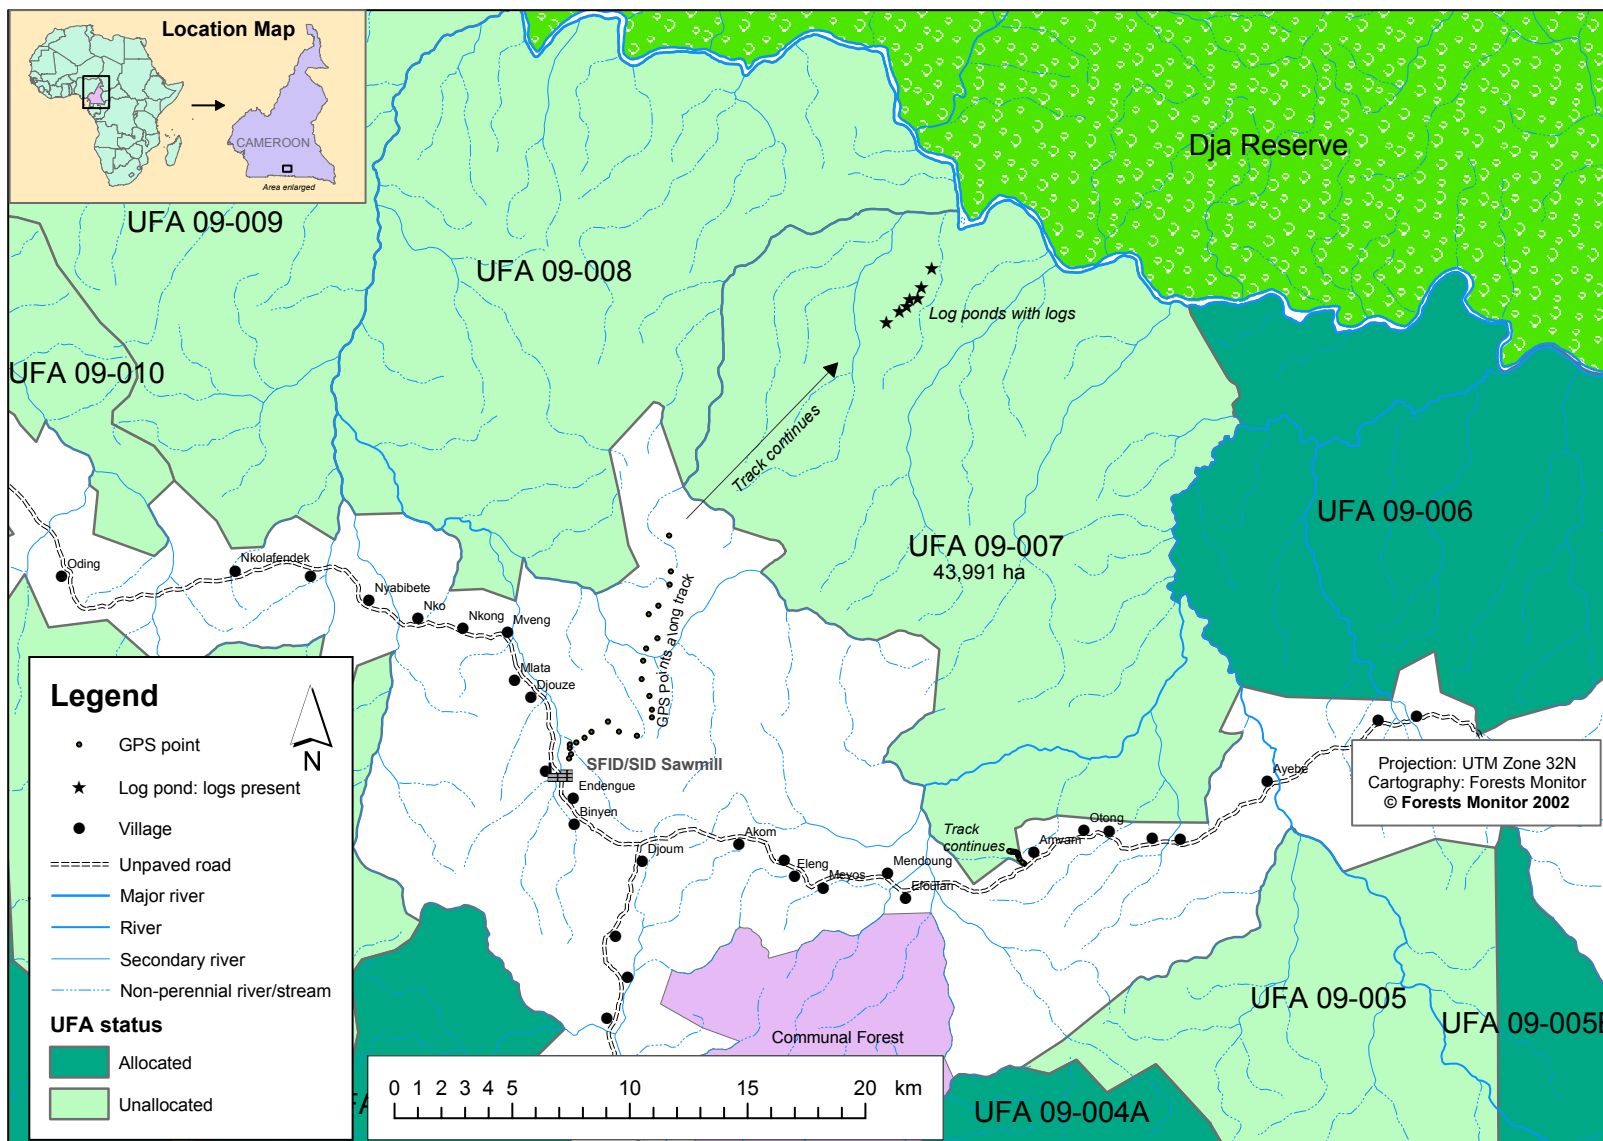 Location Map
CAMEROON
Area enlarged
Dja Reserve
UFA 09-009
UFA 09-008
Log ponds with logs
UFA 09-010
Track continues
UFA 09-006
UFA 09-007
43,991 ha
Oding
Nkolafendek
Nyabibete
Nko
Nkong
Mveng
GPS Points along track
Mlata
Djouze
SFID/SID Sawmill
Endengue
Binyen
Djoum
Akom
Eleng
Meyos
Mendoung
Efoulan
Track
continues
Amvam
Otong
Ayebe
Projection: UTM Zone 32N
Cartography: Forests Monitor
© Forests Monitor 2002
Legend
N
GPS point
Log pond: logs present
Village
Unpaved road
Major river
River
Secondary river
Non-perennial river/stream
UFA status
Allocated
Unallocated
Communal Forest
UFA 09-005
UFA 09-005B
UFA 09-004A
0 1 2 3 4 5 10 15 20 km